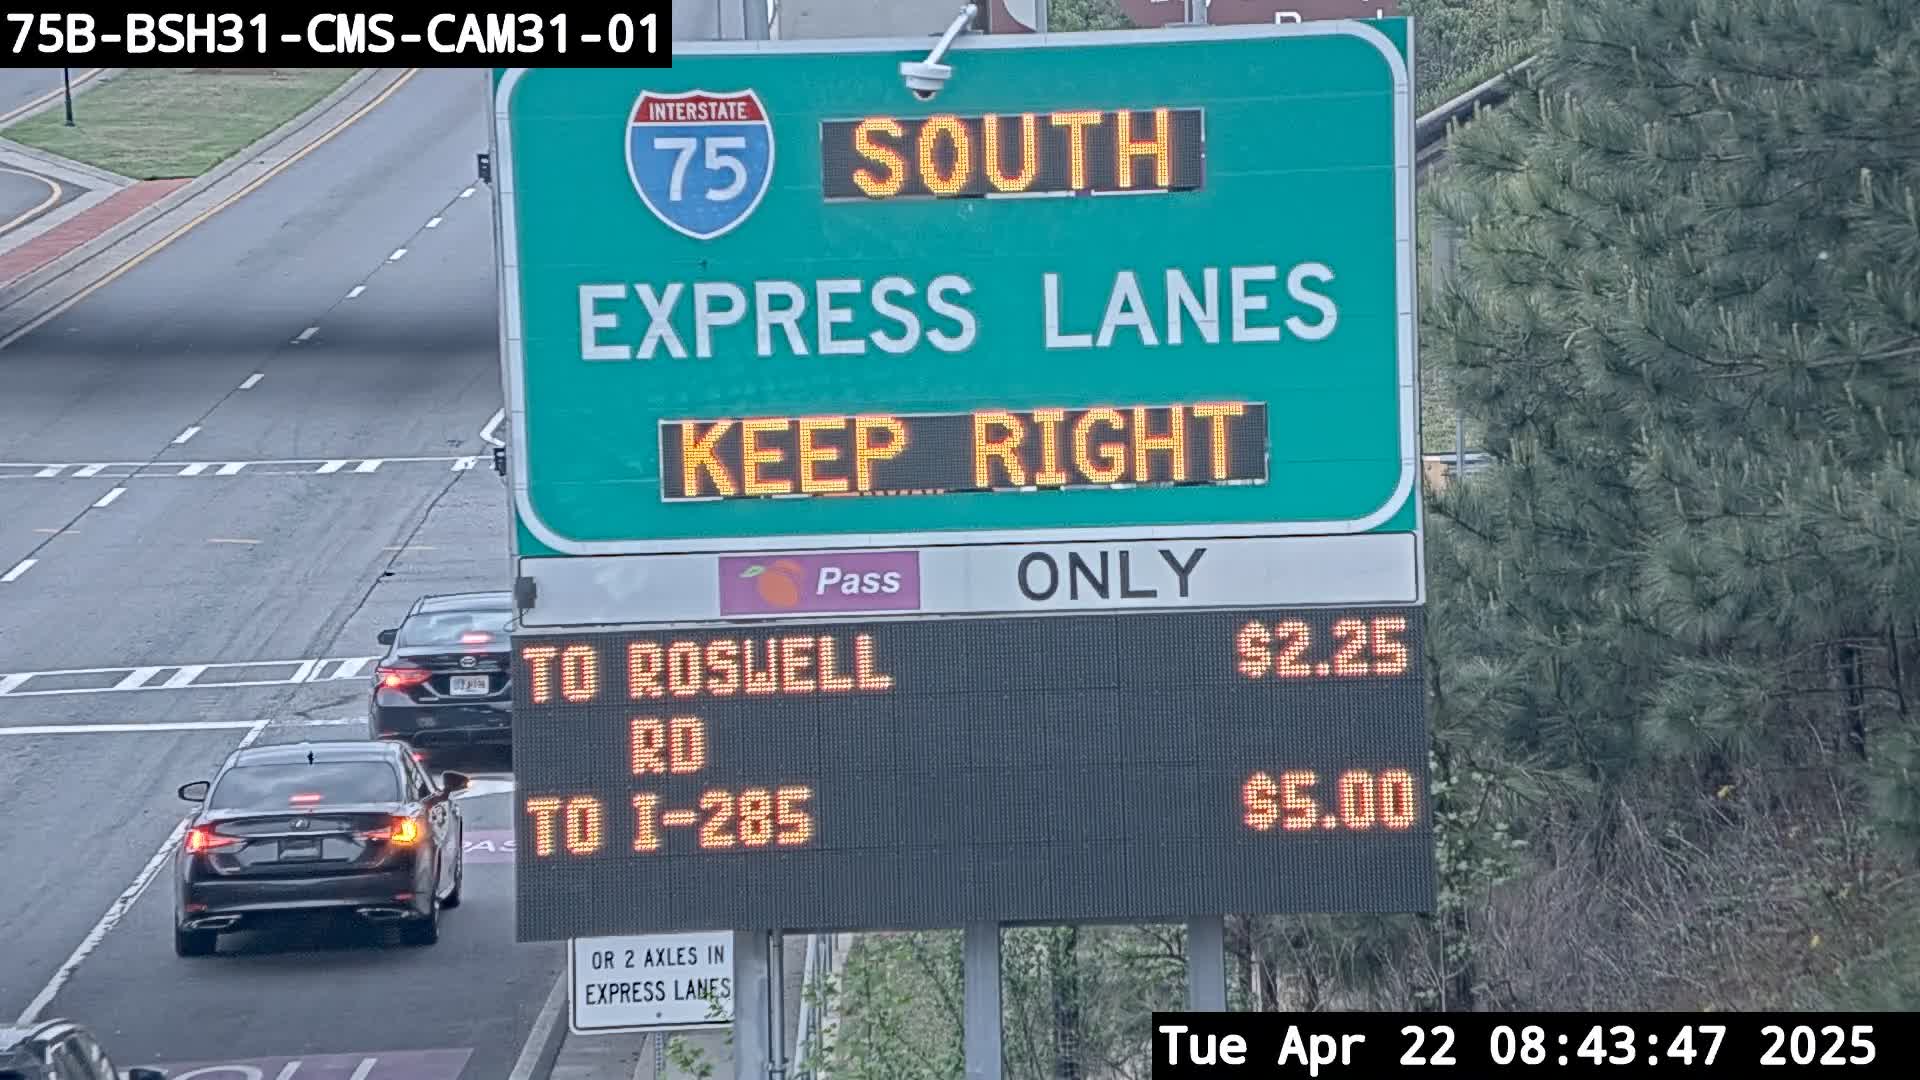 75B-BSH31-CMS-CAM31-01
INTERSTATE
75
SOUTH
EXPRESS LANES
KEEP RIGHT
Pass
ONLY
TO ROSWELL $2.25
RD
TO I-285 $5.00
OR 2 AXLES IN
EXPRESS LANES
Tue Apr 22 08:43:47 2025